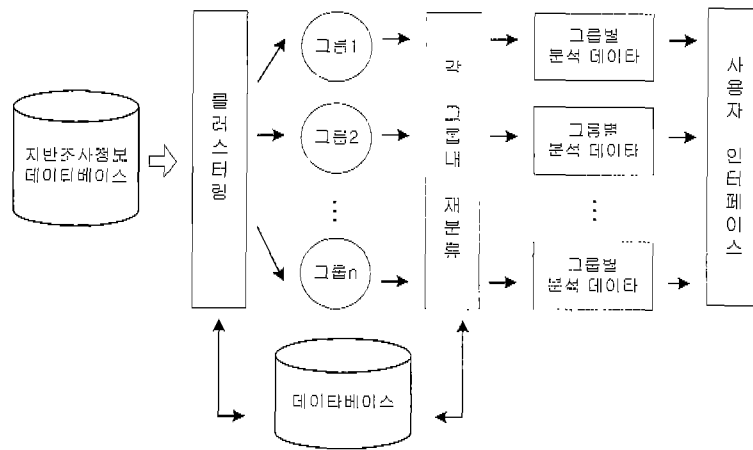 지반조사정보
데이터베이스
클러스터링
그룹1
그룹2
⋮
그룹n
각 그룹내 재분류
그룹별
분석 데이타
그룹별
분석 데이타
⋮
그룹별
분석 데이타
사용자 인터페이스
데이타베이스